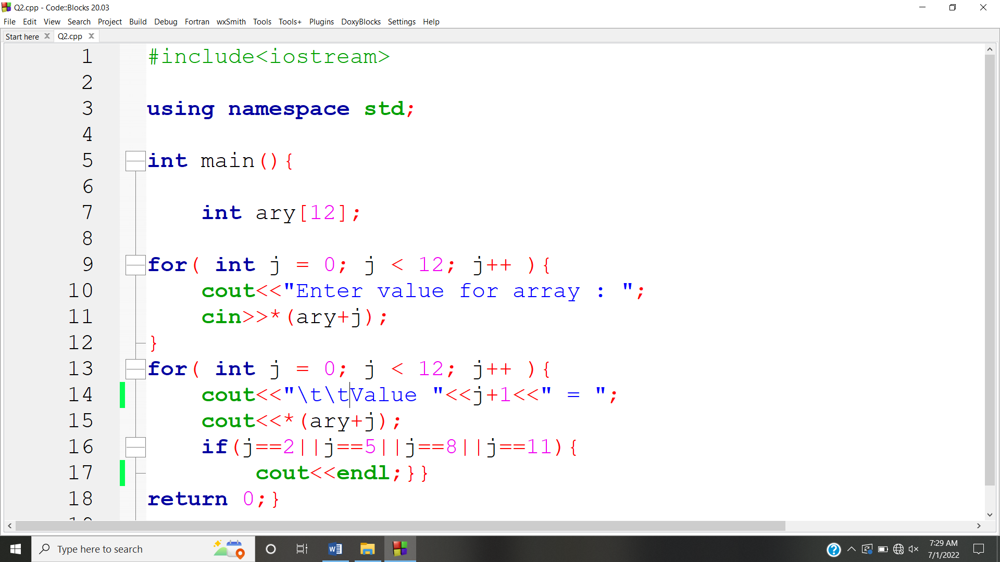 Q2.cpp - Code::Blocks 20.03
File Edit View Search Project Build Debug Fortran wxSmith Tools Tools+ Plugins DoxyBlocks Settings Help
Start here Q2.cpp
1 #include<iostream>
2
3 using namespace std;
4
5 int main(){
6
7 int ary[12];
8
9 for( int j = 0; j < 12; j++ ){
10 cout<<"Enter value for array : ";
11 cin>>*(ary+j);
12 }
13 for( int j = 0; j < 12; j++ ){
14 cout<<"\t\tValue "<<j+1<<" = ";
15 cout<<*(ary+j);
16 if(j==2||j==5||j==8||j==11){
17 cout<<endl;}}
18 return 0;}
Type here to search
7:29 AM
7/1/2022